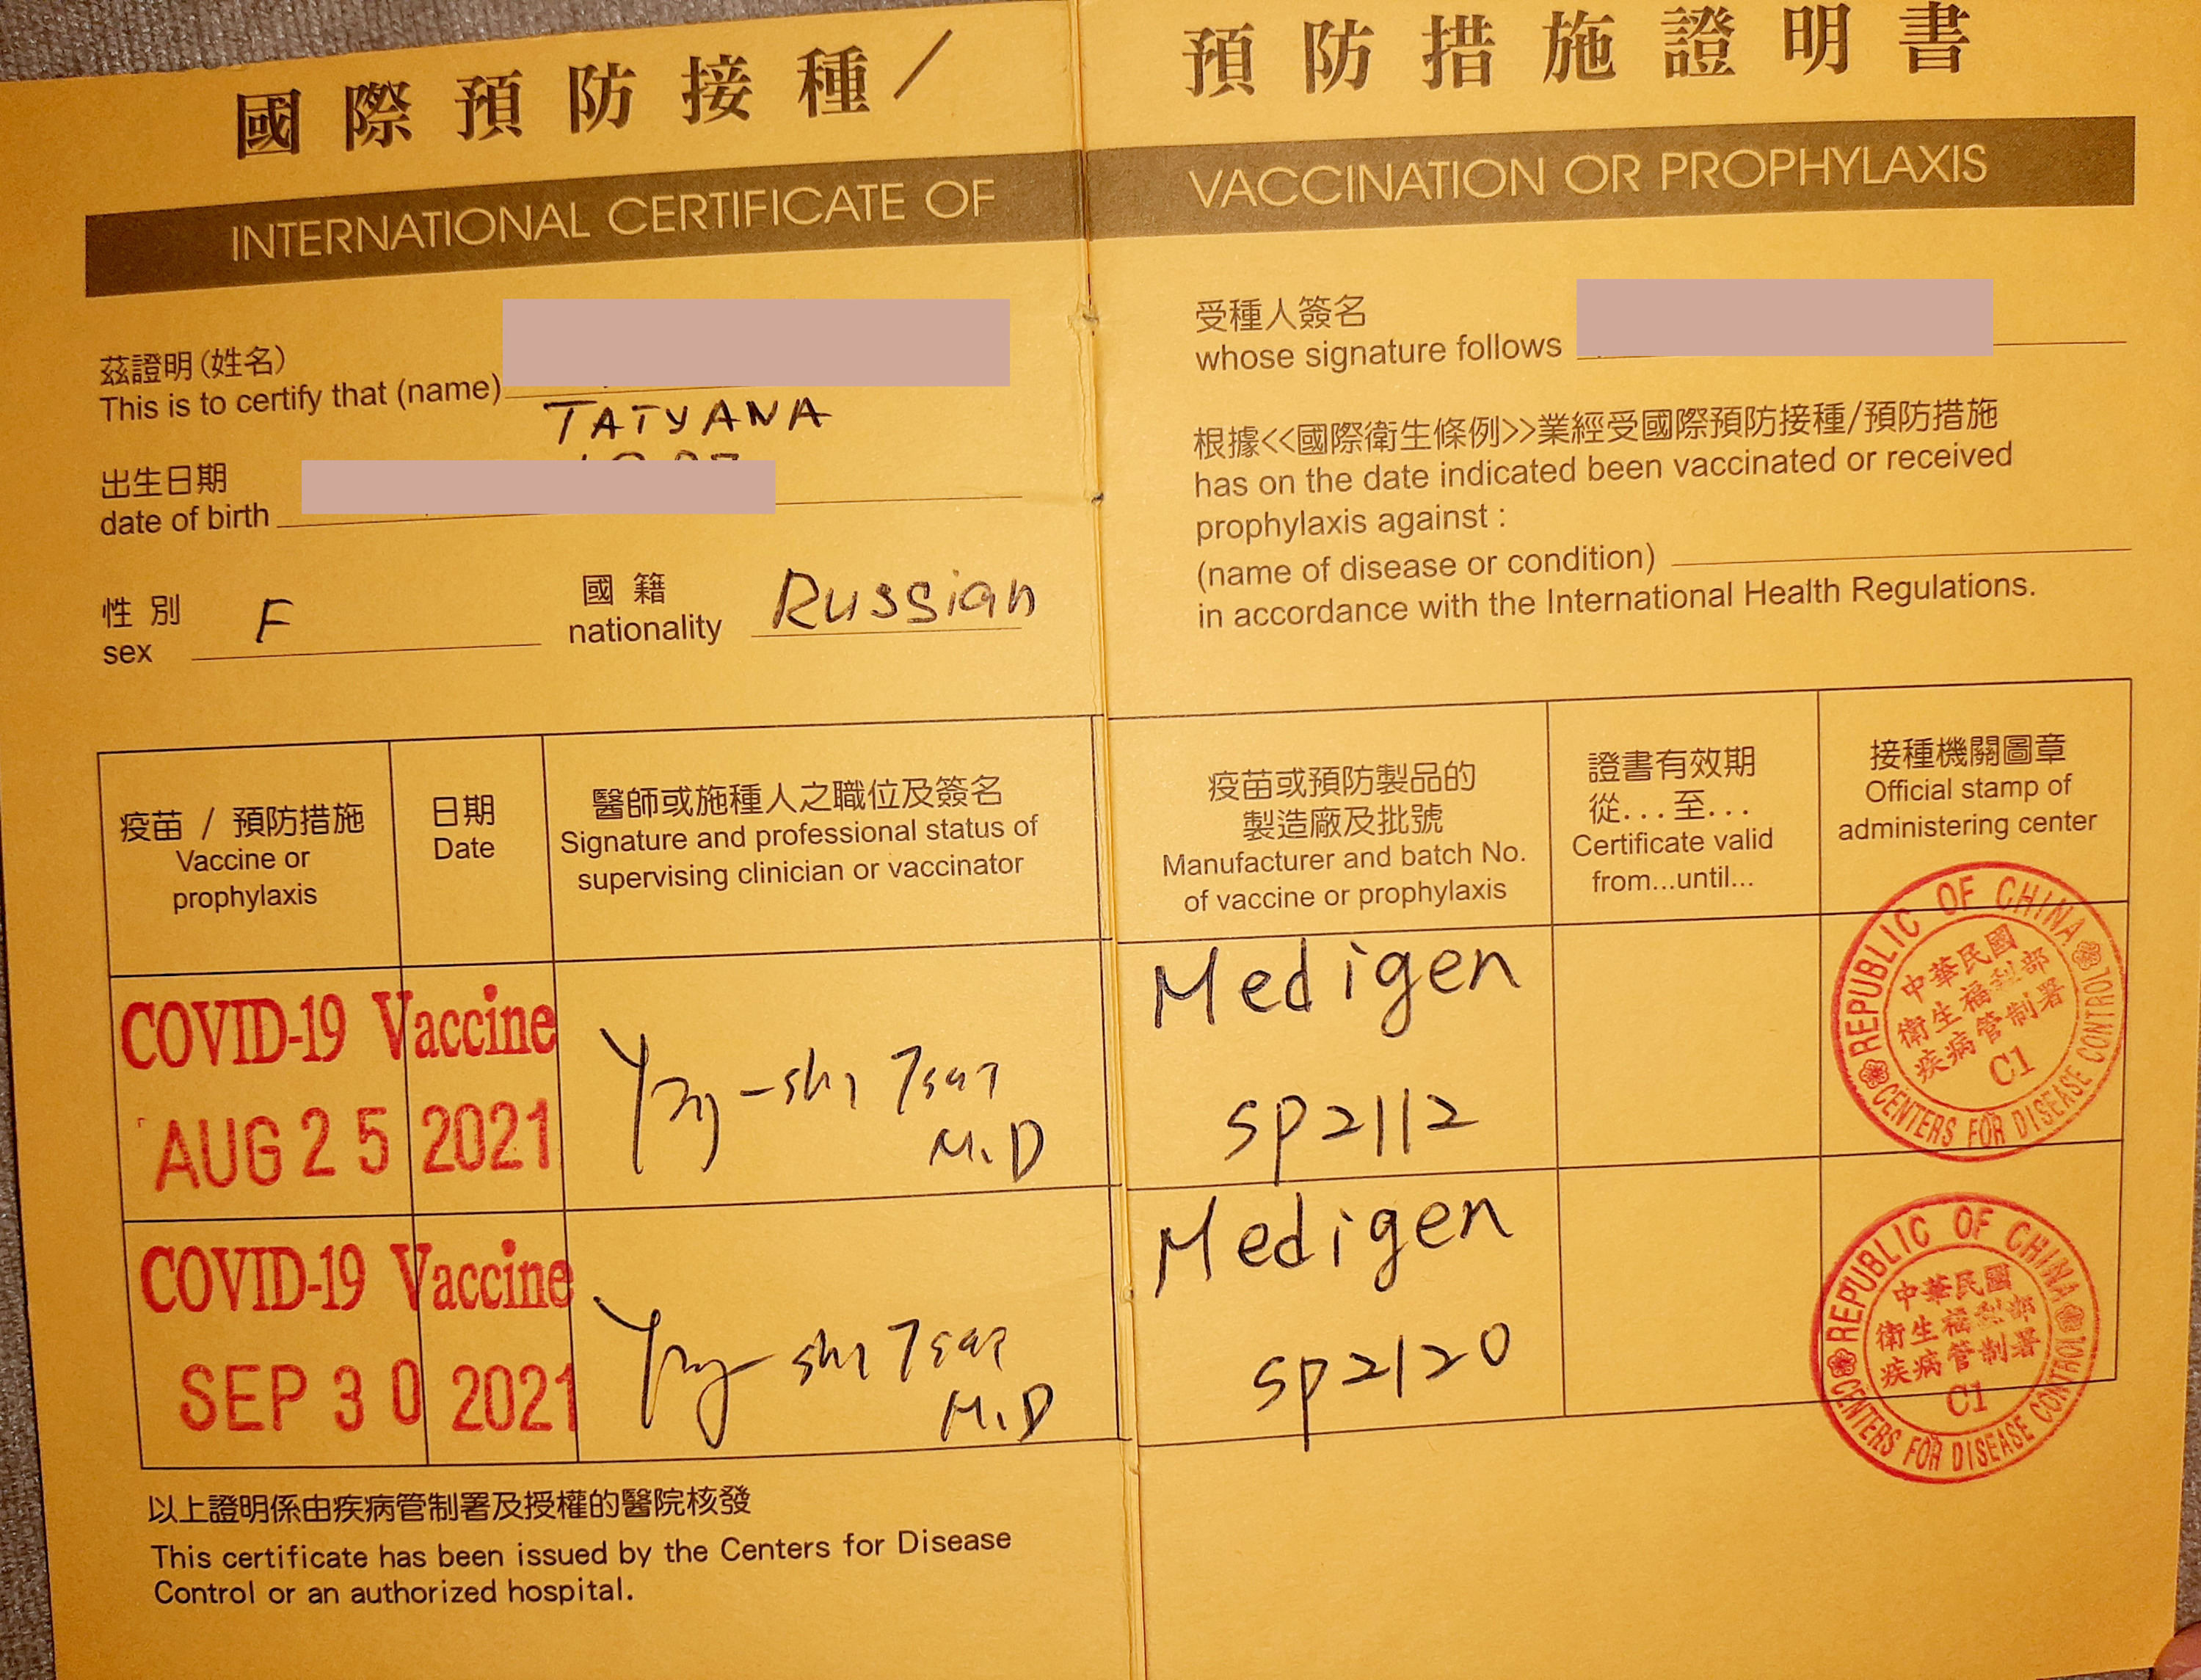 國際預防接種/
預防措施證明書
INTERNATIONAL CERTIFICATE OF
VACCINATION OR PROPHYLAXIS
茲證明(姓名)
This is to certify that (name)
TATYANA
出生日期
date of birth
性別
sex
F
國籍
nationality
Russian
受種人簽名
whose signature follows
根據<<國際衛生條例>>業經受國際預防接種/預防措施
has on the date indicated been vaccinated or received
prophylaxis against :
(name of disease or condition)
in accordance with the International Health Regulations.
疫苗 / 預防措施
Vaccine or
prophylaxis
日期
Date
醫師或施種人之職位及簽名
Signature and professional status of
supervising clinician or vaccinator
疫苗或預防製品的
製造廠及批號
Manufacturer and batch No.
of vaccine or prophylaxis
證書有效期
從...至...
Certificate valid
from...until...
接種機關圖章
Official stamp of
administering center
COVID-19 Vaccine
AUG 25 2021
M.D
Medigen
SP2112
REPUBLIC OF CHINA
中華民國
衛生福利部
疾病管制署
C1
CENTERS FOR DISEASE CONTROL
COVID-19 Vaccine
SEP 30 2021
M.D
Medigen
SP2120
REPUBLIC OF CHINA
中華民國
衛生福利部
疾病管制署
C1
CENTERS FOR DISEASE CONTROL
以上證明係由疾病管制署及授權的醫院核發
This certificate has been issued by the Centers for Disease
Control or an authorized hospital.